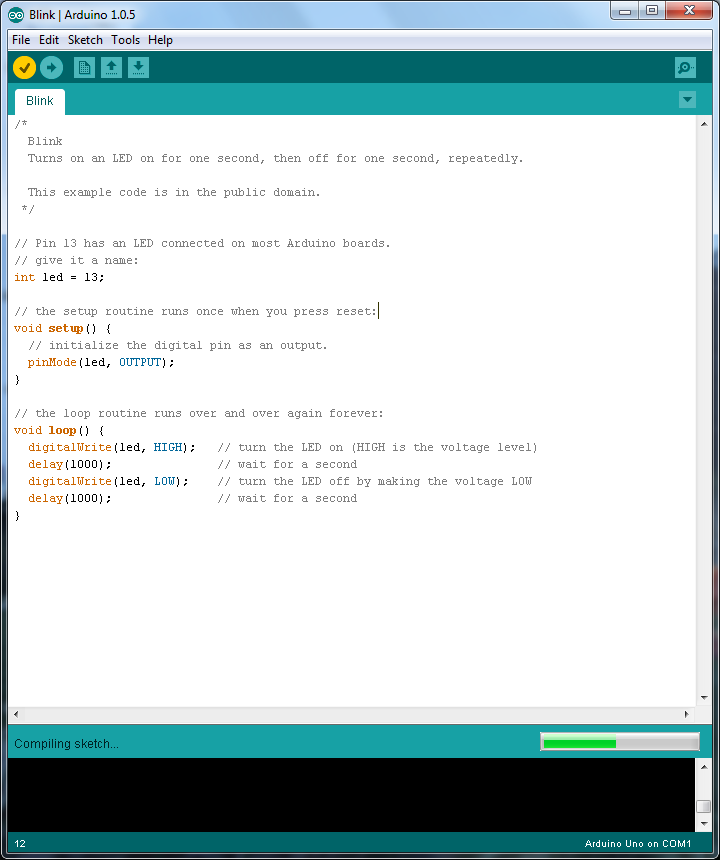 Blink | Arduino 1.0.5
File Edit Sketch Tools Help
Blink
/*
  Blink
  Turns on an LED on for one second, then off for one second, repeatedly.
  This example code is in the public domain.
 */
// Pin 13 has an LED connected on most Arduino boards.
// give it a name:
int led = 13;
// the setup routine runs once when you press reset:
void setup() {
  // initialize the digital pin as an output.
  pinMode(led, OUTPUT);
}
// the loop routine runs over and over again forever:
void loop() {
  digitalWrite(led, HIGH);   // turn the LED on (HIGH is the voltage level)
  delay(1000);               // wait for a second
  digitalWrite(led, LOW);    // turn the LED off by making the voltage LOW
  delay(1000);               // wait for a second
}
Compiling sketch...
12 Arduino Uno on COM1